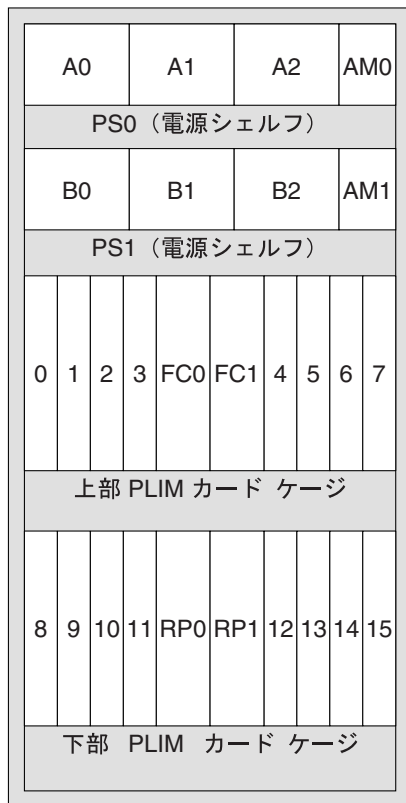 A0 A1 A2 AM0
PS0（電源シェルフ）
B0 B1 B2 AM1
PS1（電源シェルフ）
0 1 2 3 FC0 FC1 4 5 6 7
上部 PLIM カード ケージ
8 9 10 11 RP0 RP1 12 13 14 15
下部 PLIM カード ケージ